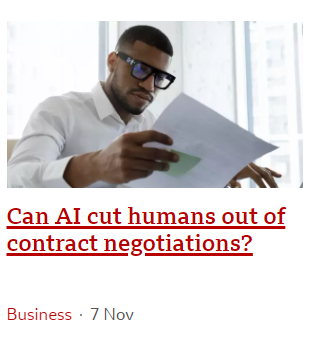 Can AI cut humans out of
contract negotiations?
Business · 7 Nov